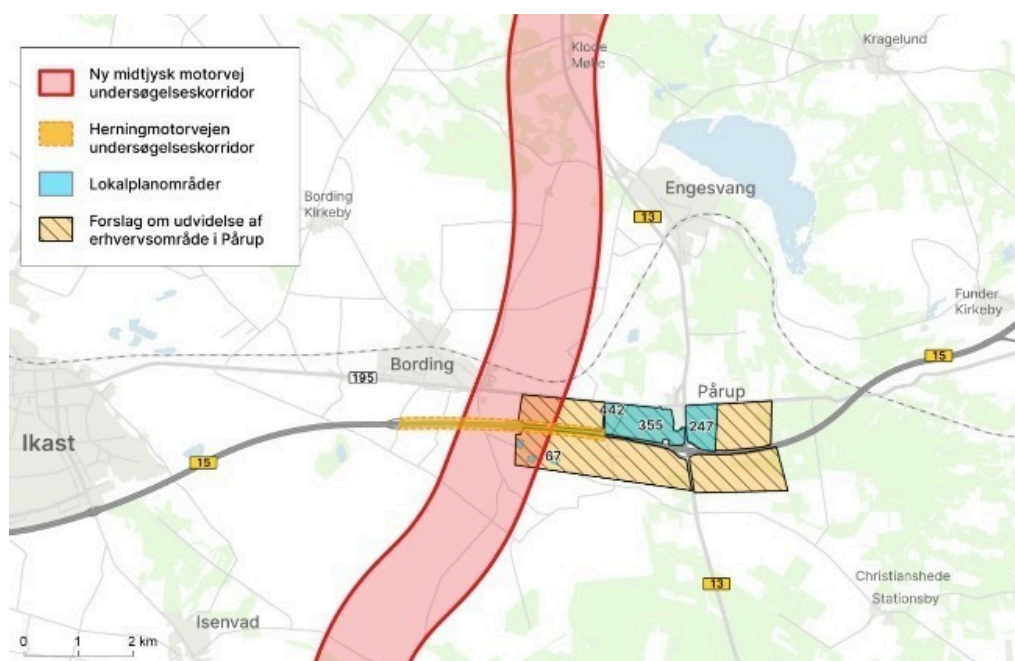 Ny midtjysk motorvej
undersøgelseskorridor
Herningmotorvejen
undersøgelseskorridor
Lokalplanområder
Forslag om udvidelse af
erhvervsområde i Pårup
Klode
Mølle
Kragelund
Engesvang
13
Bording
Kirkeby
Funder
Kirkeby
15
Bording
195
Pårup
442
355
247
67
Ikast
15
13
Christianshede
Stationsby
Isenvad
0 1 2 km